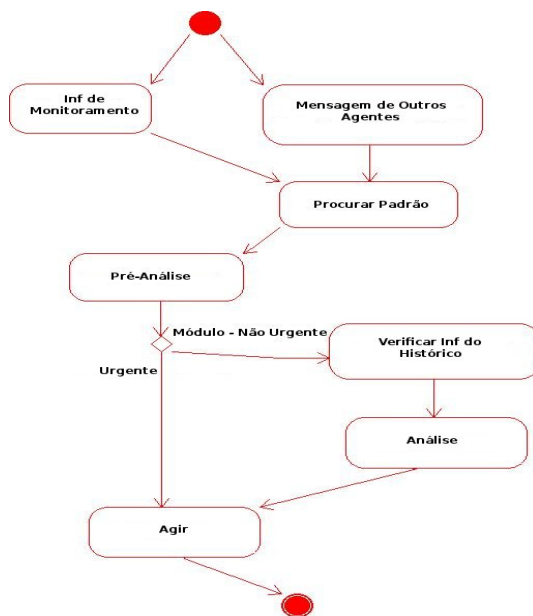 Inf de
Monitoramento
Mensagem de Outros
Agentes
Procurar Padrão
Pré-Análise
Módulo - Não Urgente
Urgente
Verificar Inf do
Histórico
Análise
Agir